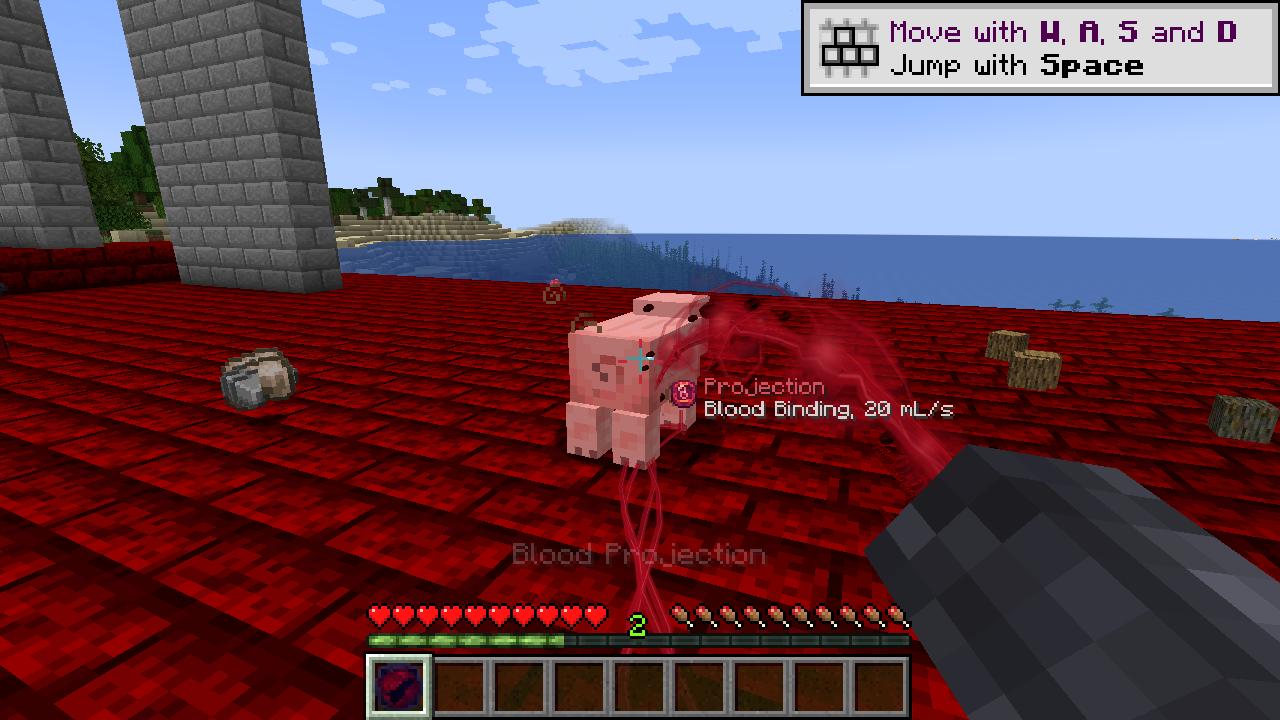 Move with W, A, S and D
Jump with Space
Projection
Blood Binding, 20 mL/s
Blood Projection
2